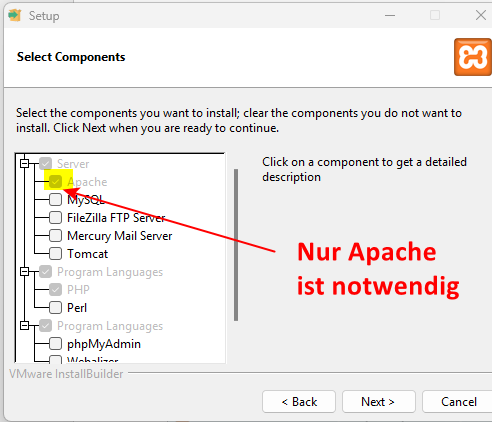 Setup
Select Components
Select the components you want to install; clear the components you do not want to
install. Click Next when you are ready to continue.
Server
Apache
MySQL
FileZilla FTP Server
Mercury Mail Server
Tomcat
Program Languages
PHP
Perl
Program Languages
phpMyAdmin
Webalizer
Click on a component to get a detailed
description
Nur Apache
ist notwendig
VMware InstallBuilder
< Back
Next >
Cancel